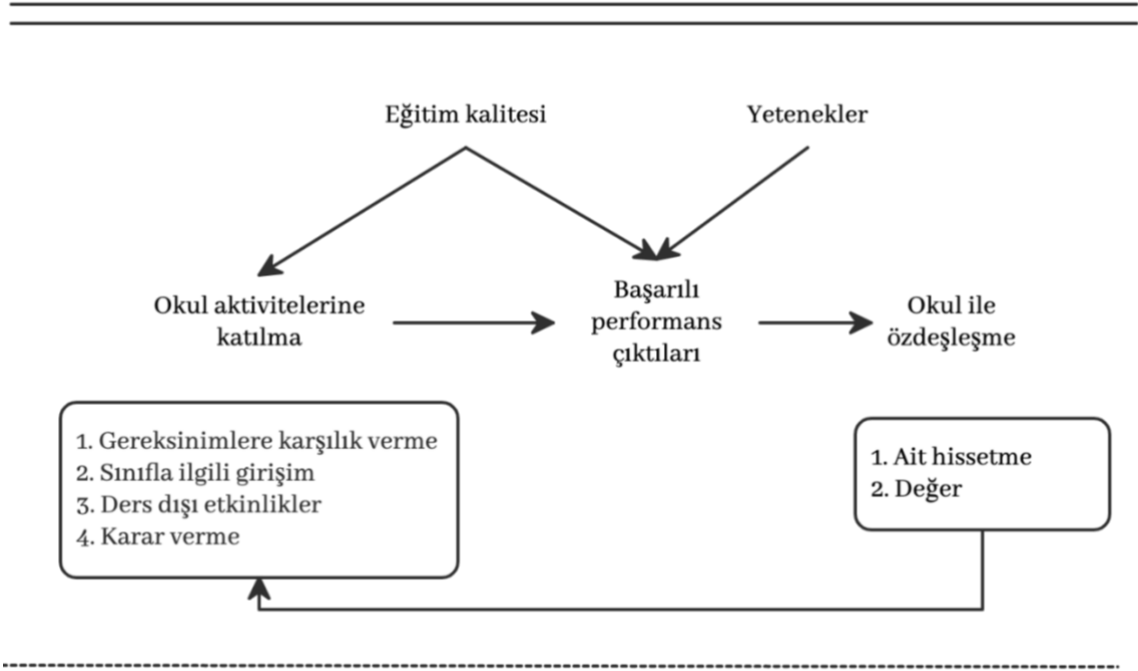 Eğitim kalitesi
Yetenekler
Okul aktivitelerine
katılma
Başarılı
performans
çıktıları
Okul ile
özdeşleşme
1. Gereksinimlere karşılık verme
2. Sınıfla ilgili girişim
3. Ders dışı etkinlikler
4. Karar verme
1. Ait hissetme
2. Değer